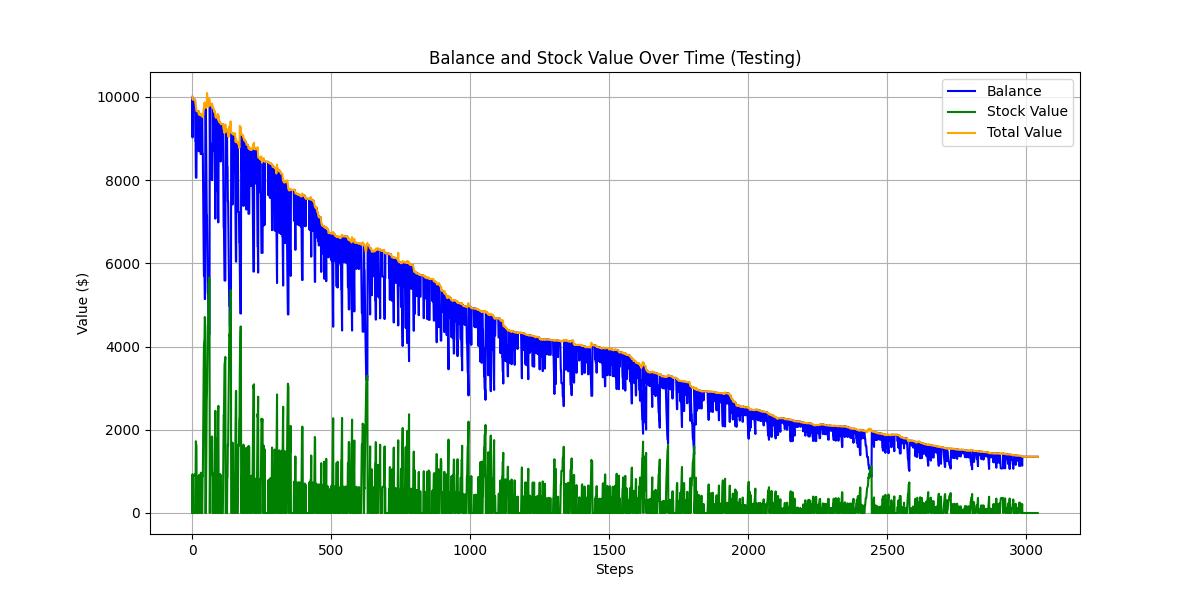 Balance and Stock Value Over Time (Testing)
Balance
Stock Value
Total Value
Value ($)
10000
8000
6000
4000
2000
0
0 500 1000 1500 2000 2500 3000
Steps